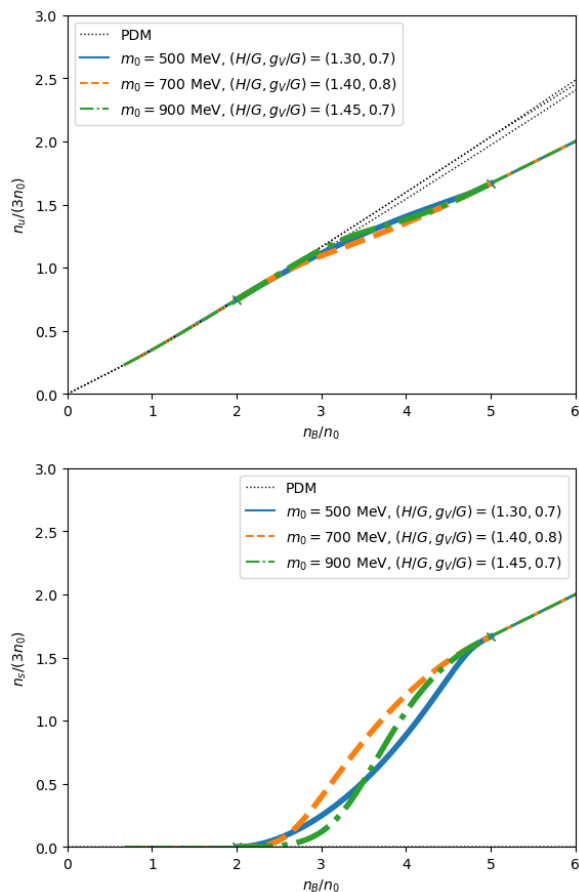 3.0
2.5
2.0
1.5
1.0
0.5
0.0
n_u/(3n_0)
PDM
m_0 = 500 MeV, (H/G, g_V/G) = (1.30, 0.7)
m_0 = 700 MeV, (H/G, g_V/G) = (1.40, 0.8)
m_0 = 900 MeV, (H/G, g_V/G) = (1.45, 0.7)
0 1 2 3 4 5 6
n_B/n_0
3.0
2.5
2.0
1.5
1.0
0.5
0.0
n_s/(3n_0)
PDM
m_0 = 500 MeV, (H/G, g_V/G) = (1.30, 0.7)
m_0 = 700 MeV, (H/G, g_V/G) = (1.40, 0.8)
m_0 = 900 MeV, (H/G, g_V/G) = (1.45, 0.7)
0 1 2 3 4 5 6
n_B/n_0